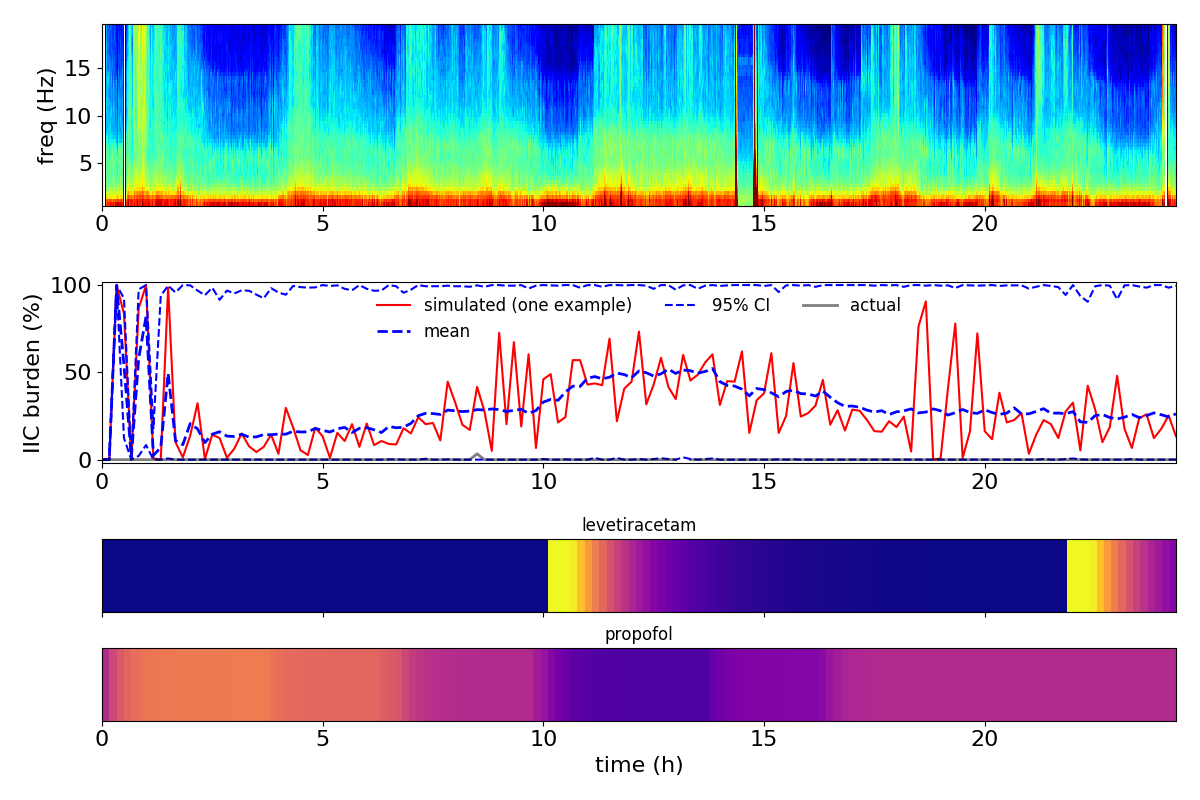 freq (Hz)
15
10
5
0 5 10 15 20
IIC burden (%)
100
50
0
simulated (one example)
mean
95% CI
actual
0 5 10 15 20
levetiracetam
propofol
0 5 10 15 20
time (h)